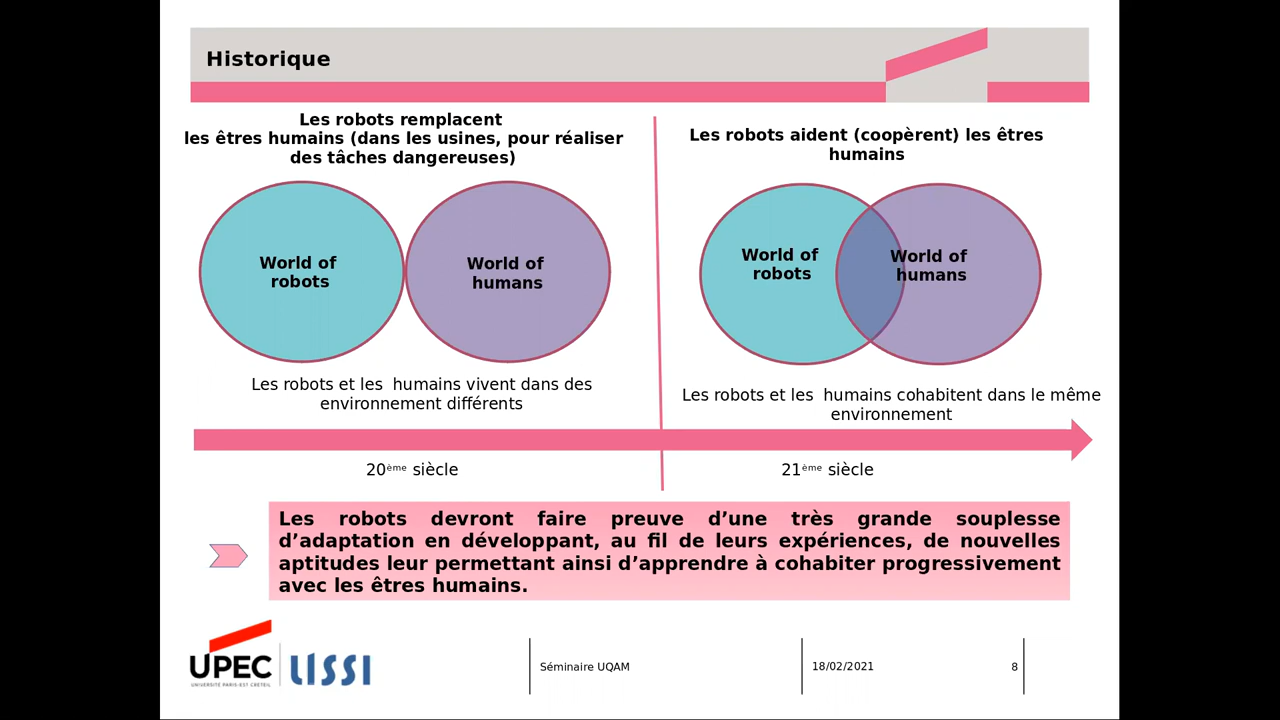 Historique
Les robots remplacent
les êtres humains (dans les usines, pour réaliser
des tâches dangereuses)
Les robots aident (coopèrent) les êtres
humains
World of
robots
World of
humans
World of
robots
World of
humans
Les robots et les  humains vivent dans des
environnement différents
Les robots et les  humains cohabitent dans le même
environnement
20ème siècle
21ème siècle
Les robots devront faire preuve d’une très grande souplesse
d’adaptation en développant, au fil de leurs expériences, de nouvelles
aptitudes leur permettant ainsi d’apprendre à cohabiter progressivement
avec les êtres humains.
UPEC
UNIVERSITÉ PARIS-EST CRÉTEIL
LISSI
Séminaire UQAM
18/02/2021
8